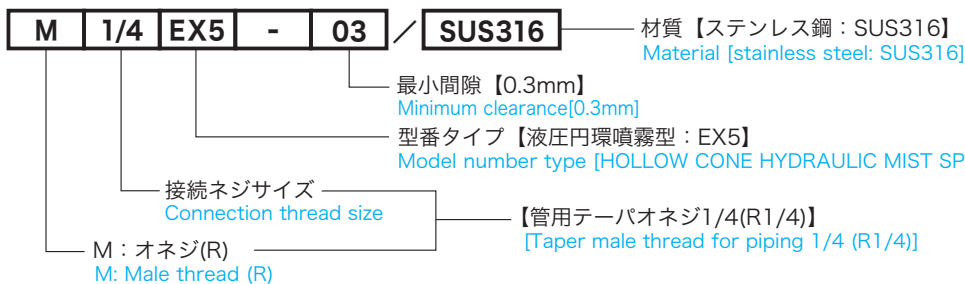 M 1/4 EX5 - 03 / SUS316
材質【ステンレス鋼：SUS316】
Material [stainless steel: SUS316]
最小間隙【0.3mm】
Minimum clearance[0.3mm]
型番タイプ【液圧円環噴霧型：EX5】
Model number type [HOLLOW CONE HYDRAULIC MIST SP
接続ネジサイズ
Connection thread size
【管用テーパオネジ1/4(R1/4)】
[Taper male thread for piping 1/4 (R1/4)]
M：オネジ(R)
M: Male thread (R)